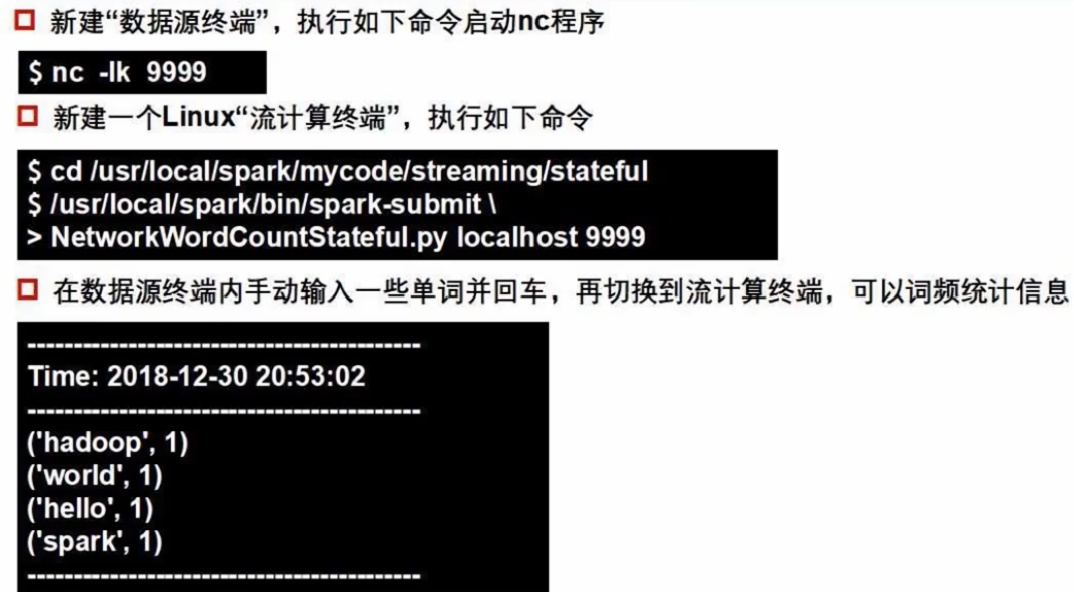 新建“数据源终端”，执行如下命令启动nc程序
$ nc -lk 9999
新建一个Linux“流计算终端”，执行如下命令
$ cd /usr/local/spark/mycode/streaming/stateful
$ /usr/local/spark/bin/spark-submit \
> NetworkWordCountStateful.py localhost 9999
在数据源终端内手动输入一些单词并回车，再切换到流计算终端，可以词频统计信息
-------------------------------------------
Time: 2018-12-30 20:53:02
-------------------------------------------
('hadoop', 1)
('world', 1)
('hello', 1)
('spark', 1)
-------------------------------------------